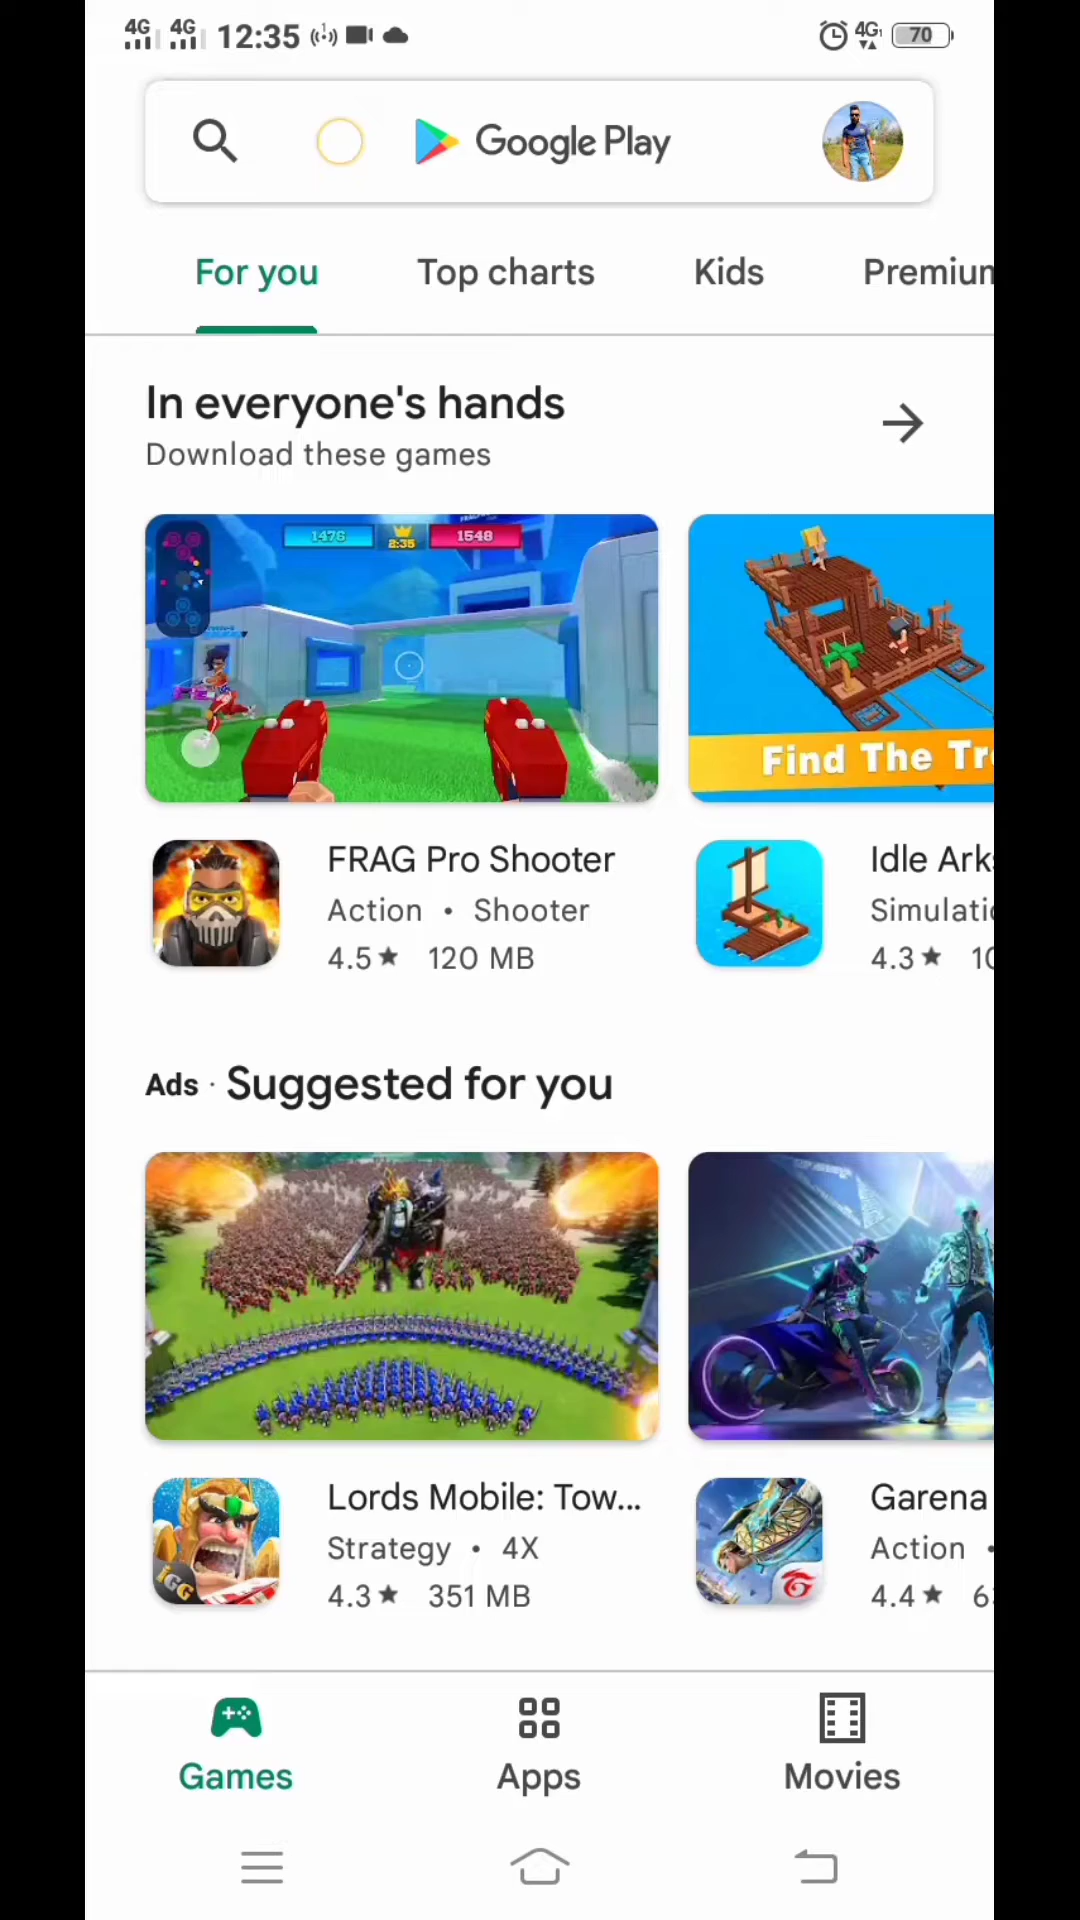 4G 4G 12:35 4G 70
Google Play
For you Top charts Kids Premium
In everyone's hands
Download these games
1476 2:35 1548
Find The Tr
FRAG Pro Shooter
Action • Shooter
4.5★ 120 MB
Idle Ark
Simulati
4.3★ 10
Ads · Suggested for you
Lords Mobile: Tow...
Strategy • 4X
4.3★ 351 MB
IGG
Garena
Action •
4.4★ 6
Games Apps Movies